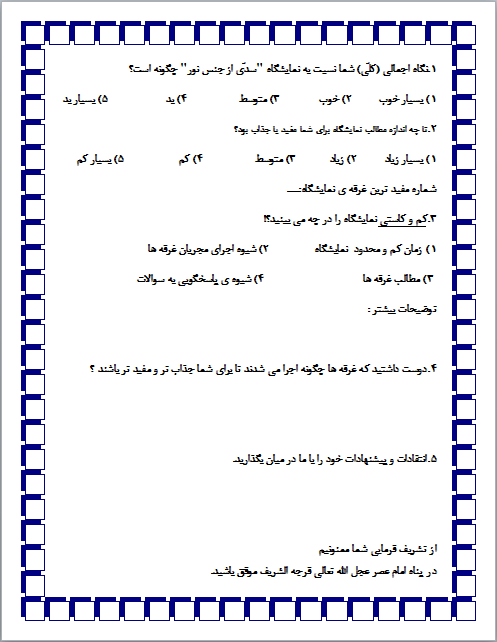 ۱.نگاه اجمالی (کلّی) شما نسبت به نمایشگاه "سدّی از جنس نور" چگونه است؟
۱) بسیار خوب ۲) خوب ۳) متوسط ۴) بد ۵) بسیار بد
۲.تا چه اندازه مطالب نمایشگاه برای شما مفید یا جذاب بود؟
۱) بسیار زیاد ۲) زیاد ۳) متوسط ۴) کم ۵) بسیار کم
شماره مفید ترین غرفه ی نمایشگاه:....
۳.کم و کاستی نمایشگاه را در چه می بینید؟!
۱) زمان کم و محدود نمایشگاه ۲) شیوه اجرای مجریان غرفه ها
۳) مطالب غرفه ها ۴) شیوه ی پاسخگویی به سوالات
توضیحات بیشتر :
۴.دوست داشتید که غرفه ها چگونه اجرا می شدند تا برای شما جذاب تر و مفید تر باشند ؟
۵.انتقادات و پیشنهادات خود را با ما در میان بگذارید.
از تشریف فرمایی شما ممنونیم
در پناه امام عصر عجل الله تعالی فرجه الشریف موفق باشید.